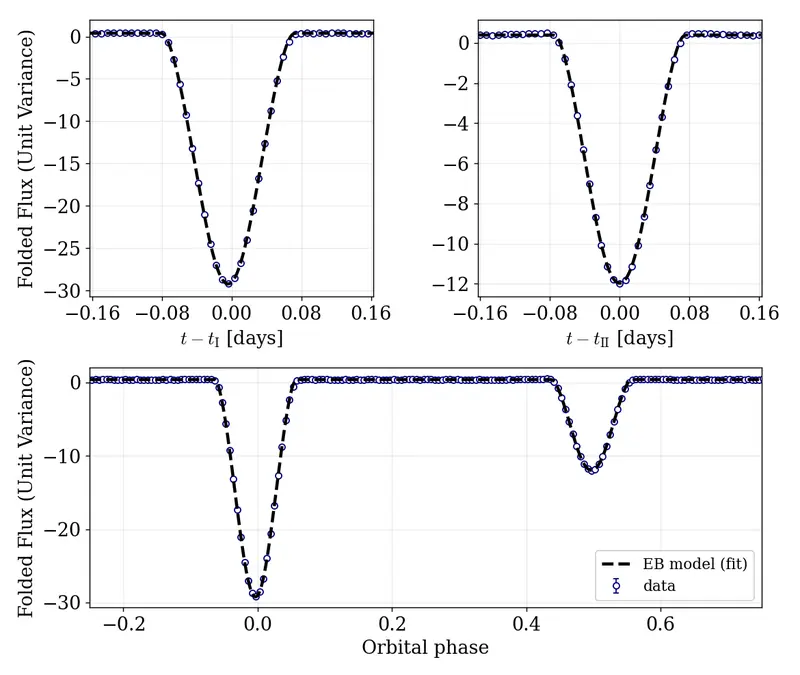 Folded Flux (Unit Variance)
0
−5
−10
−15
−20
−25
−30
−0.16 −0.08 0.00 0.08 0.16
t − tI [days]
0
−2
−4
−6
−8
−10
−12
−0.16 −0.08 0.00 0.08 0.16
t − tII [days]
Folded Flux (Unit Variance)
0
−10
−20
−30
−0.2 0.0 0.2 0.4 0.6
Orbital phase
EB model (fit)
data